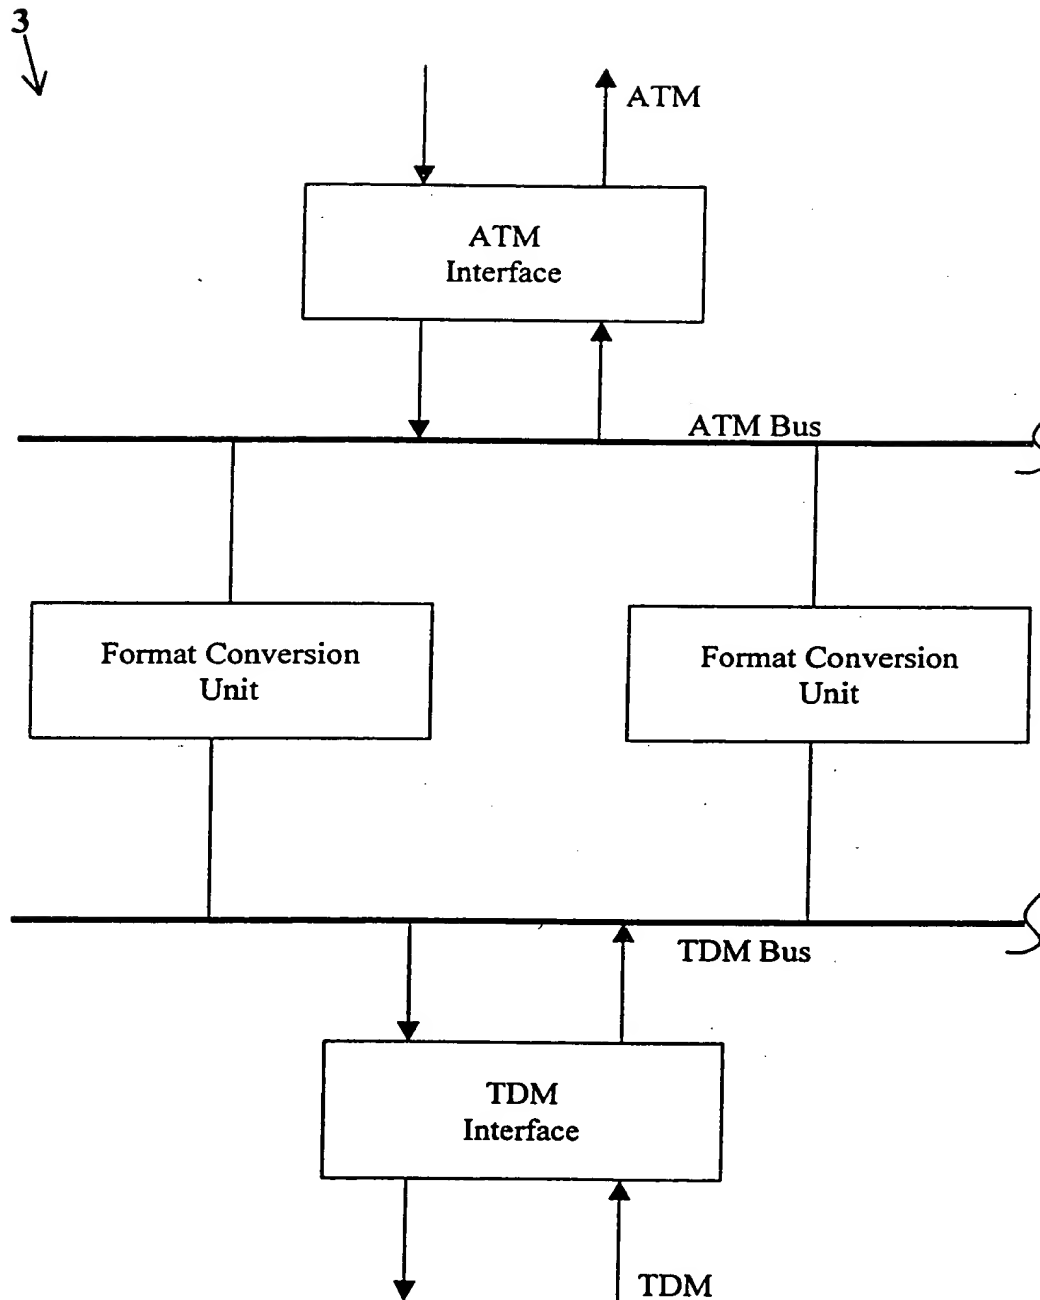 3
ATM
ATM
Interface
ATM Bus
Format Conversion
Unit
Format Conversion
Unit
TDM Bus
TDM
Interface
TDM